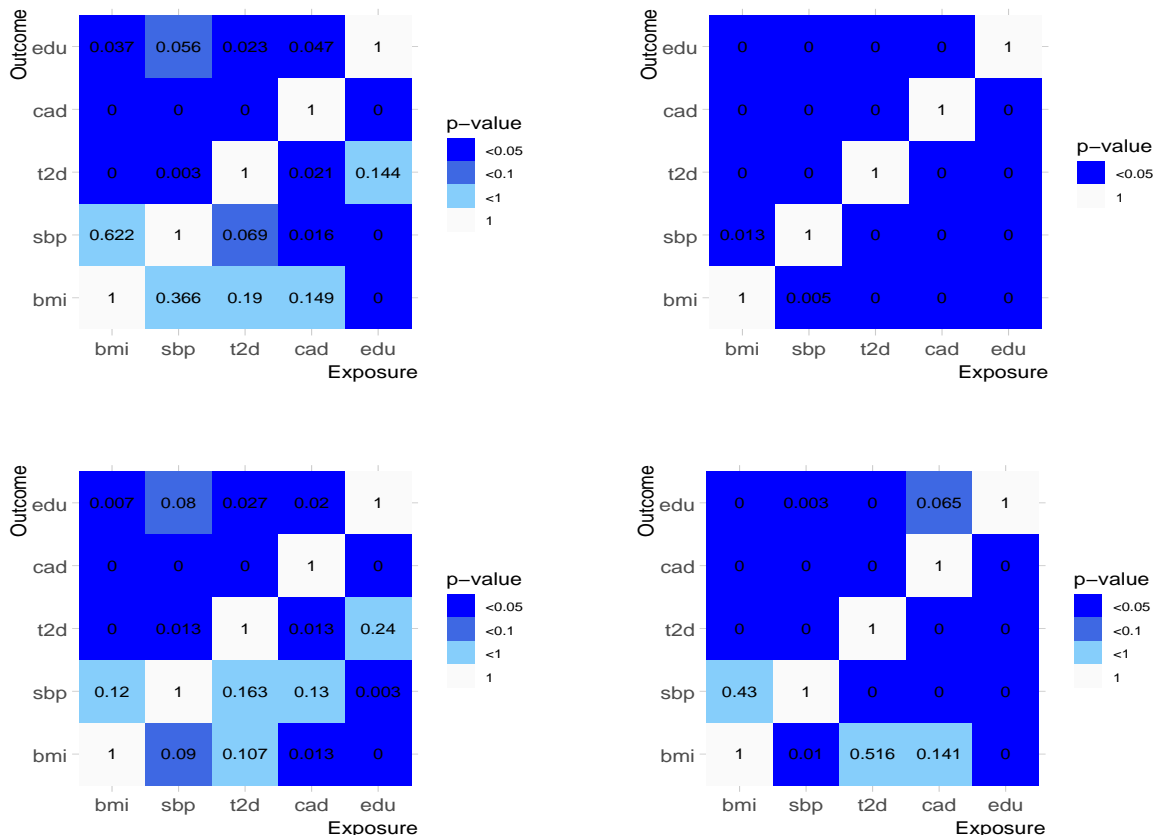 Outcome
edu 0.037 0.056 0.023 0.047 1
cad 0 0 0 1 0
t2d 0 0.003 1 0.021 0.144
sbp 0.622 1 0.069 0.016 0
bmi 1 0.366 0.19 0.149 0
bmi sbp t2d cad edu
Exposure
p−value
<0.05
<0.1
<1
1
Outcome
edu 0 0 0 0 1
cad 0 0 0 1 0
t2d 0 0 1 0 0
sbp 0.013 1 0 0 0
bmi 1 0.005 0 0 0
bmi sbp t2d cad edu
Exposure
p−value
<0.05
1
Outcome
edu 0.007 0.08 0.027 0.02 1
cad 0 0 0 1 0
t2d 0 0.013 1 0.013 0.24
sbp 0.12 1 0.163 0.13 0.003
bmi 1 0.09 0.107 0.013 0
bmi sbp t2d cad edu
Exposure
p−value
<0.05
<0.1
<1
1
Outcome
edu 0 0.003 0 0.065 1
cad 0 0 0 1 0
t2d 0 0 1 0 0
sbp 0.43 1 0 0 0
bmi 1 0.01 0.516 0.141 0
bmi sbp t2d cad edu
Exposure
p−value
<0.05
<0.1
<1
1